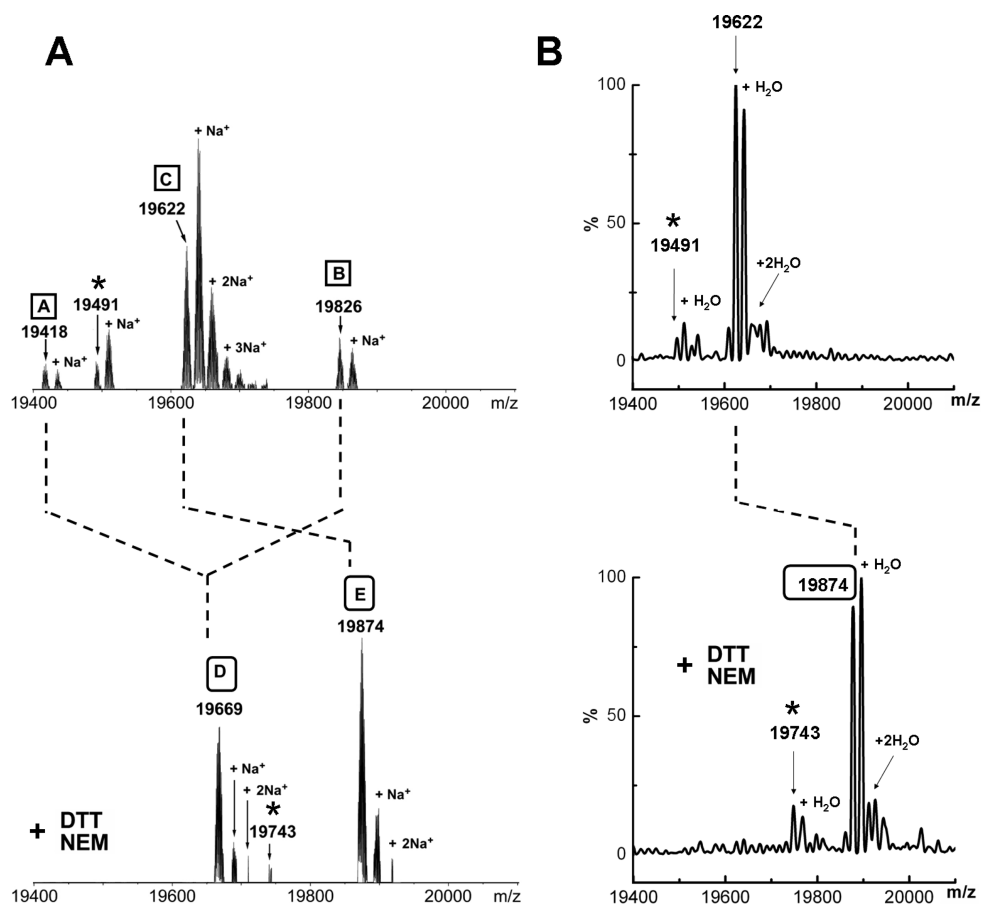 A
+ Na⁺
C
19622
+ 2Na⁺
*
A
19491
B
19418
+ Na⁺
+ Na⁺
+ 3Na⁺
19826
+ Na⁺
19400 19600 19800 20000 m/z
E
19874
D
19669
+ Na⁺
+ 2Na⁺
*
19743
+ Na⁺
+ 2Na⁺
+ DTT
NEM
19400 19600 19800 20000 m/z
B
19622
100
+ H₂O
50
%
*
19491
+2H₂O
+ H₂O
0
19400 19600 19800 20000 m/z
+ H₂O
100
19874
+ DTT
NEM
50
%
*
19743
+2H₂O
+ H₂O
0
19400 19600 19800 20000 m/z